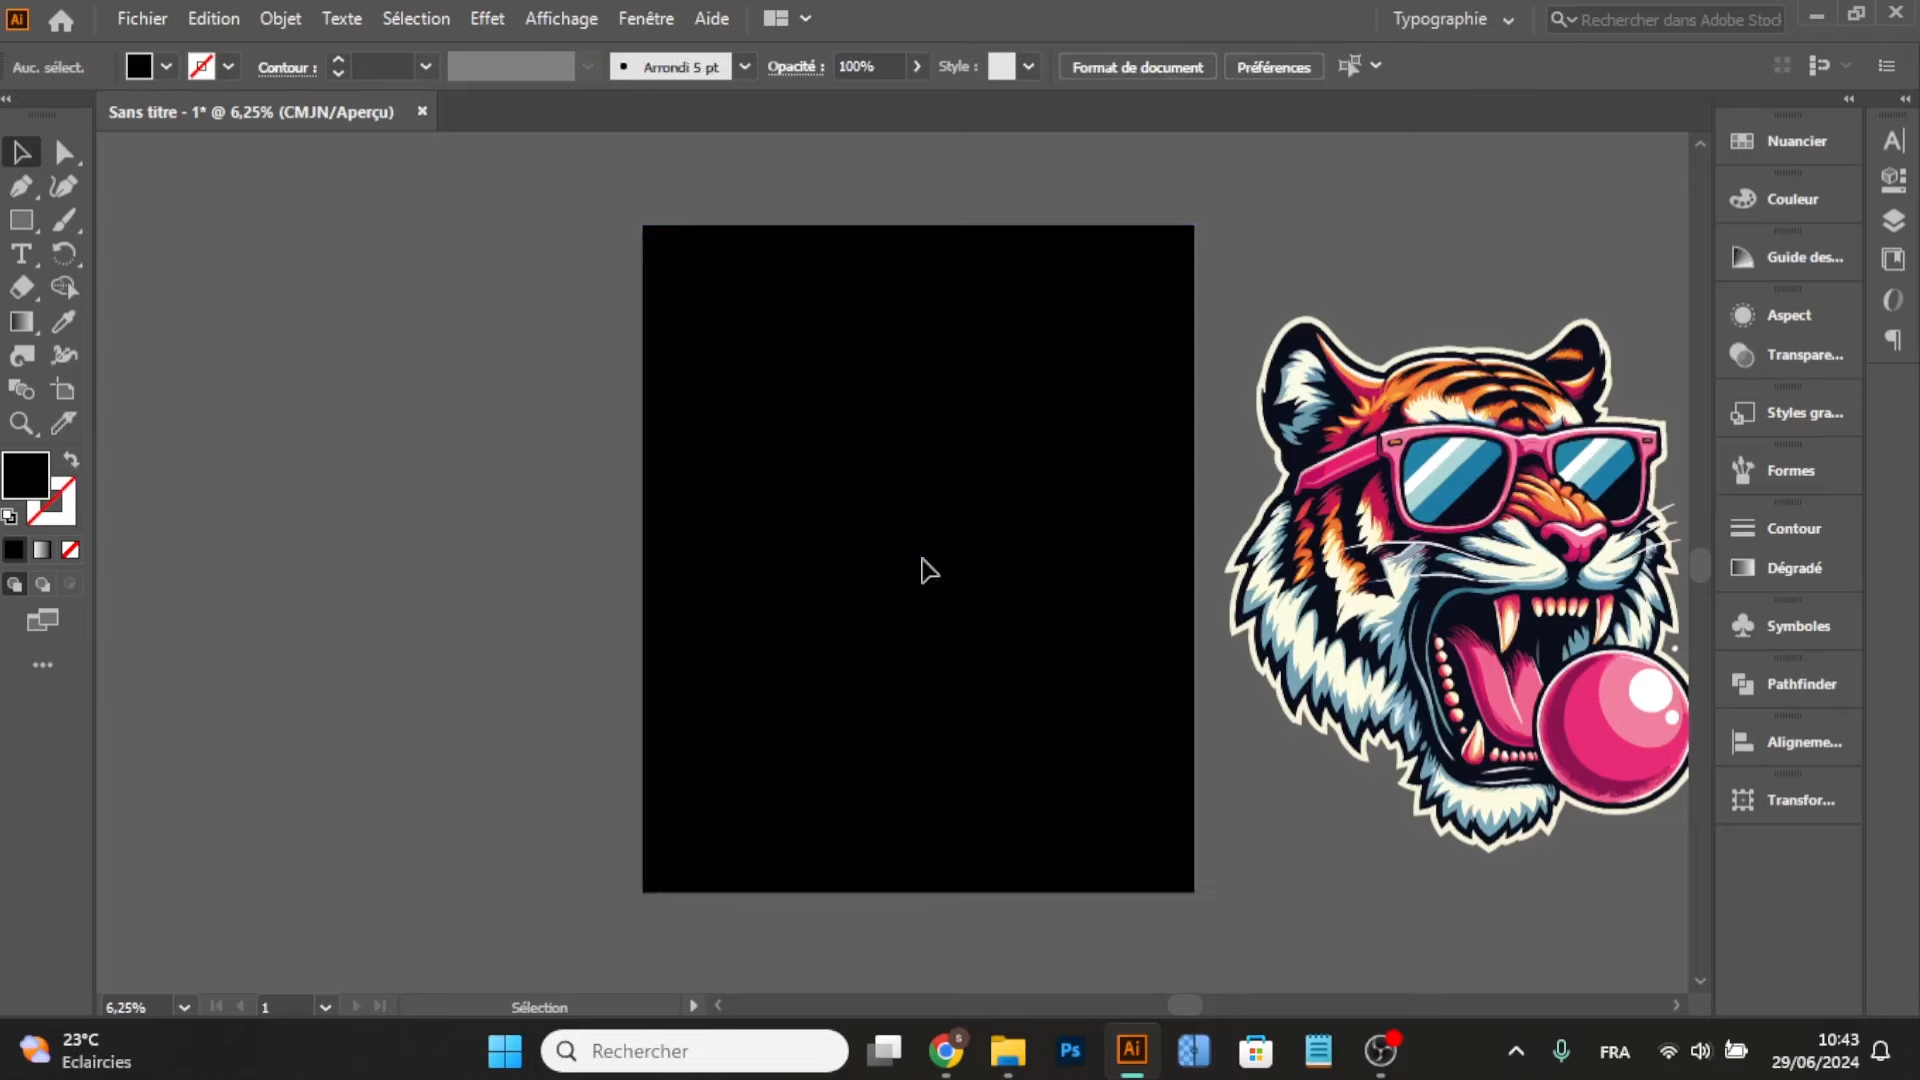 Ai Fichier Edition Objet Texte Sélection Effet Affichage Fenêtre Aide Typographie Rechercher dans Adobe Stock
Auc. sélect. Contour : Arrondi 5 pt Opacité : 100% Style : Format de document Préférences
Sans titre - 1* @ 6,25% (CMJN/Aperçu)
Nuancier
Couleur
Guide des...
Aspect
Transpare...
Styles gra...
Formes
Contour
Dégradé
Symboles
Pathfinder
Aligneme...
Transfor...
6,25% 1 Sélection
23°C
Eclaircies
Rechercher
S
Ps
Ai
FRA
10:43
29/06/2024